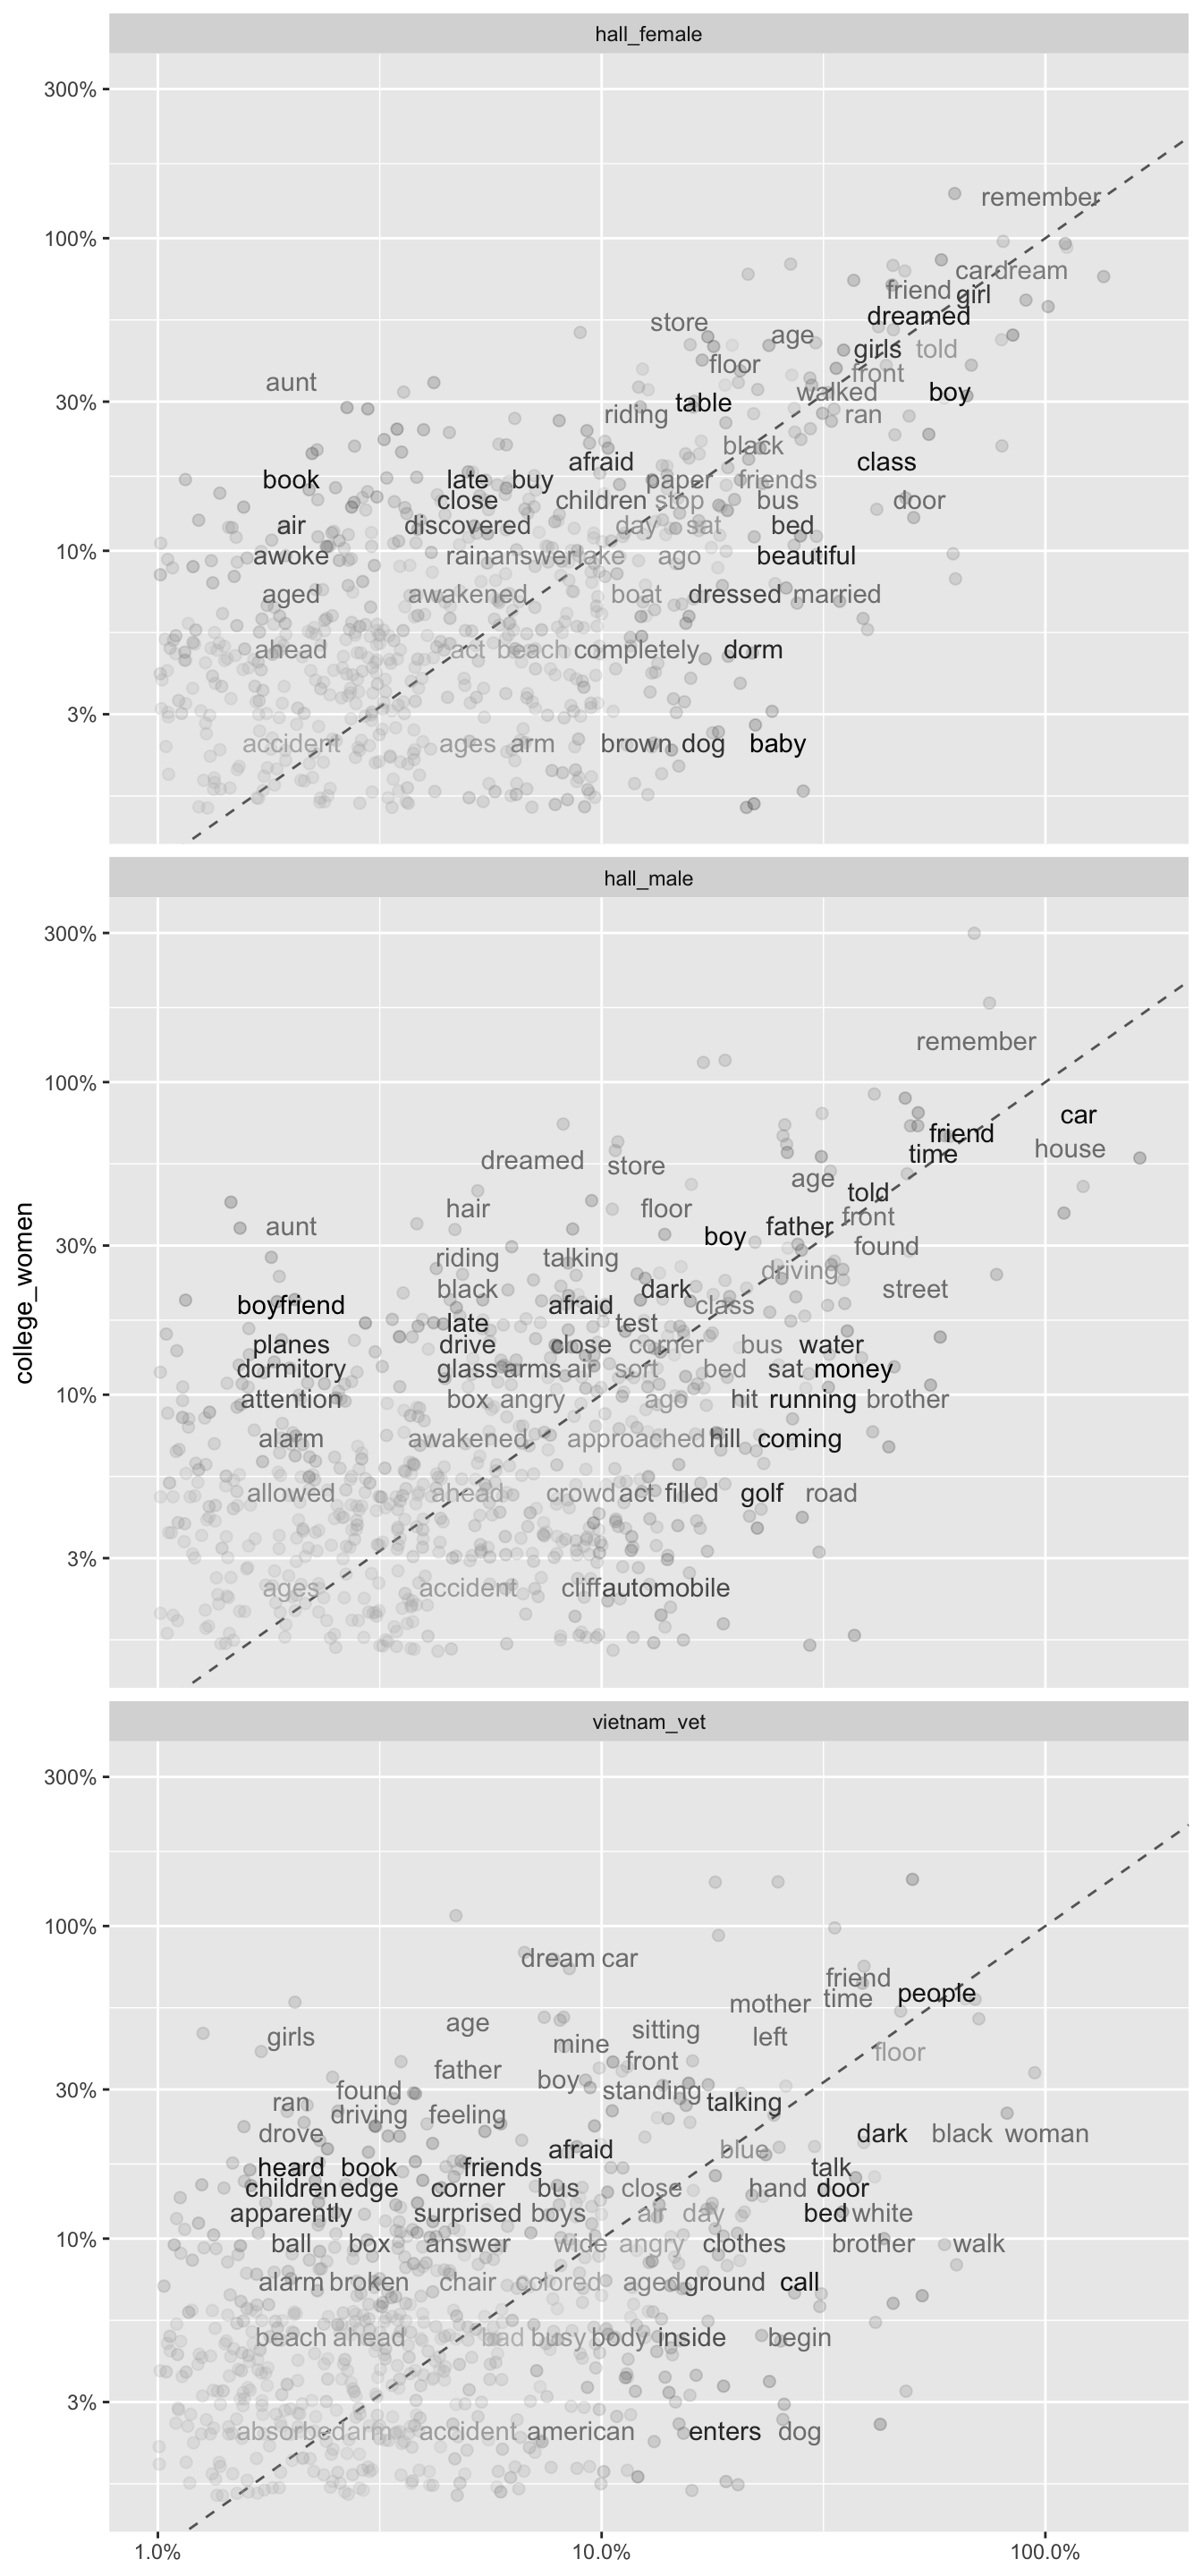 hall_female
300%
remember
100%
car dream
friend girl
dreamed
store
age
girls told
floor
front
aunt
walked boy
table
riding ran
black
afraid class
book late buy paper friends
close children stop bus door
air discovered day sat bed
awoke rain answer lake ago beautiful
30%
10%
aged awakened boat dressed married
ahead act beach completely dorm
3%
accident ages arm brown dog baby
hall_male
300%
remember
100%
car
friend
time house
dreamed store
age
told
hair floor
front
aunt father
boy
30%
found
riding talking
driving
black dark street
boyfriend afraid class
late test
planes drive close corner bus water
dormitory glass arms air sort bed sat money
10%
attention box angry ago hit running brother
alarm awakened approached hill coming
allowed ahead crowd act filled golf road
3%
ages accident cliff automobile
college_women
vietnam_vet
300%
100%
dream car
friend
people
mother time
age sitting
girls mine left
front floor
father
boy
found standing
30%
ran talking
driving feeling
drove dark black woman
afraid blue
heard book friends talk
children edge corner bus close hand door
apparently surprised boys air day bed white
10%
ball box answer wide angry clothes brother walk
alarm broken chair colored aged ground call
beach ahead bad busy body inside begin
3%
absorbed arms accident american enters dog
1.0% 10.0% 100.0%